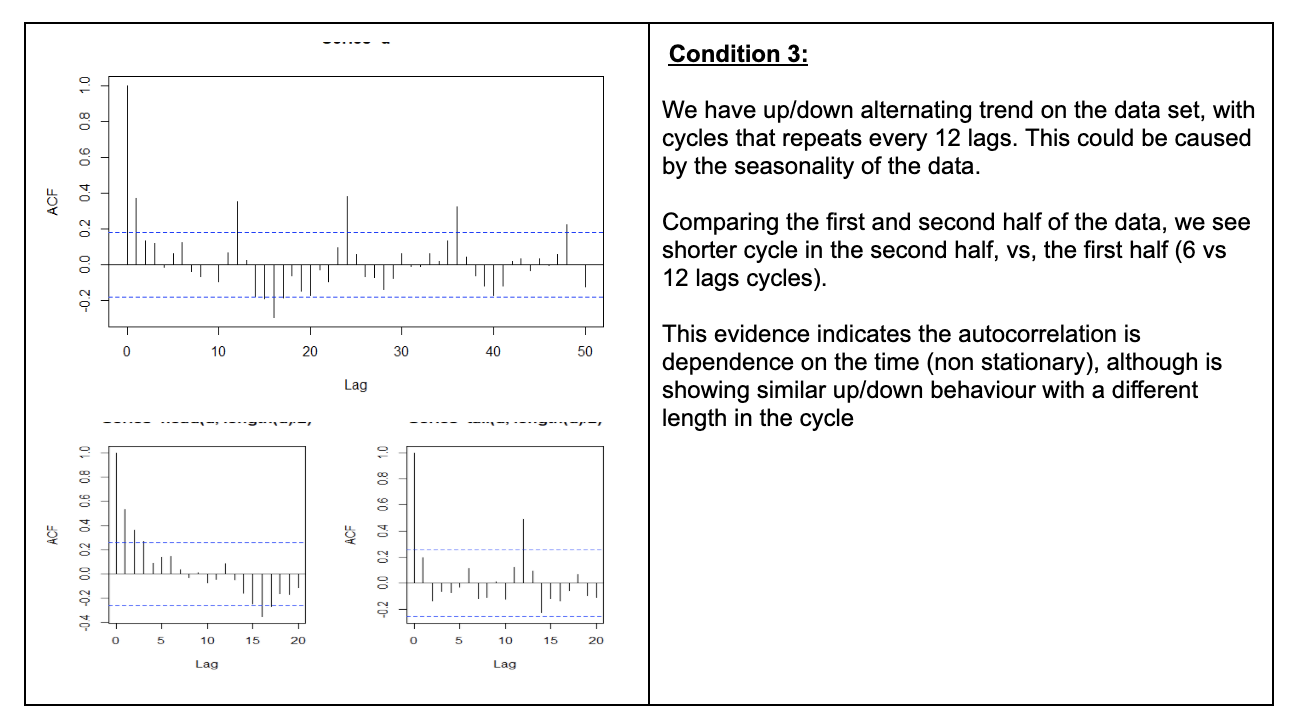 1.0
0.8
0.6
0.4
0.2
0.0
-0.2
ACF
0 10 20 30 40 50
Lag
1.0
0.8
0.6
0.4
0.2
0.0
-0.2
-0.4
ACF
0 5 10 15 20
Lag
1.0
0.8
0.6
0.4
0.2
0.0
-0.2
ACF
0 5 10 15 20
Lag
Condition 3:
We have up/down alternating trend on the data set, with
cycles that repeats every 12 lags. This could be caused
by the seasonality of the data.
Comparing the first and second half of the data, we see
shorter cycle in the second half, vs, the first half (6 vs
12 lags cycles).
This evidence indicates the autocorrelation is
dependence on the time (non stationary), although is
showing similar up/down behaviour with a different
length in the cycle